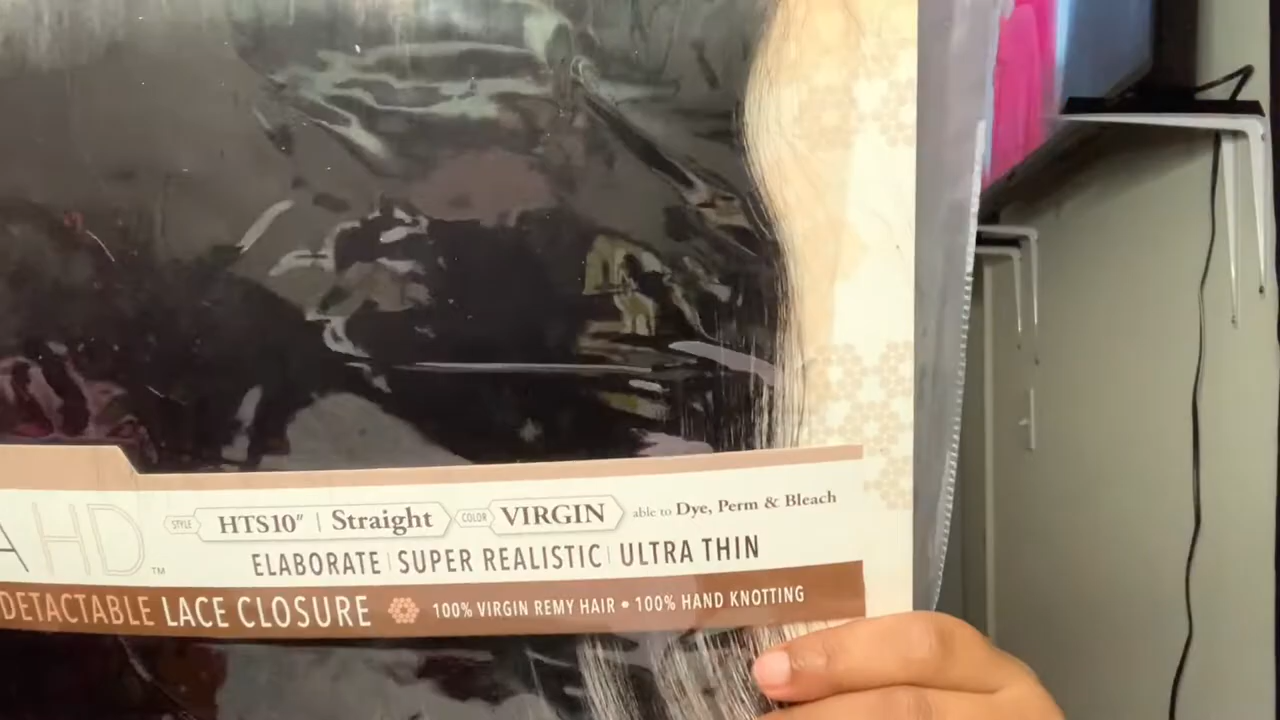 A HD™
STYLE HTS10" | Straight COLOR VIRGIN able to Dye, Perm & Bleach
ELABORATE | SUPER REALISTIC | ULTRA THIN
DETACTABLE LACE CLOSURE 100% VIRGIN REMY HAIR • 100% HAND KNOTTING